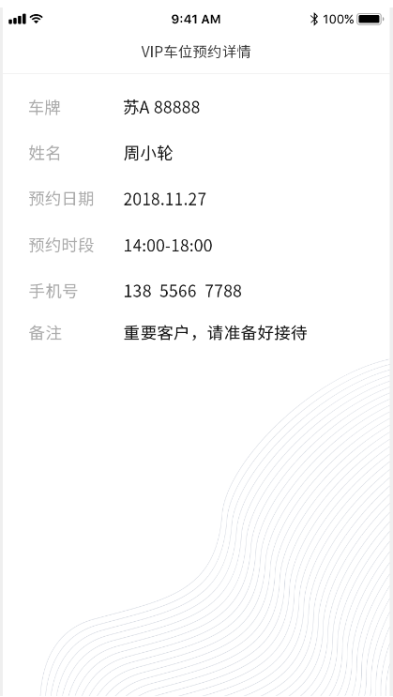 9:41 AM 100%
VIP车位预约详情
车牌 苏A 88888
姓名 周小轮
预约日期 2018.11.27
预约时段 14:00-18:00
手机号 138 5566 7788
备注 重要客户，请准备好接待